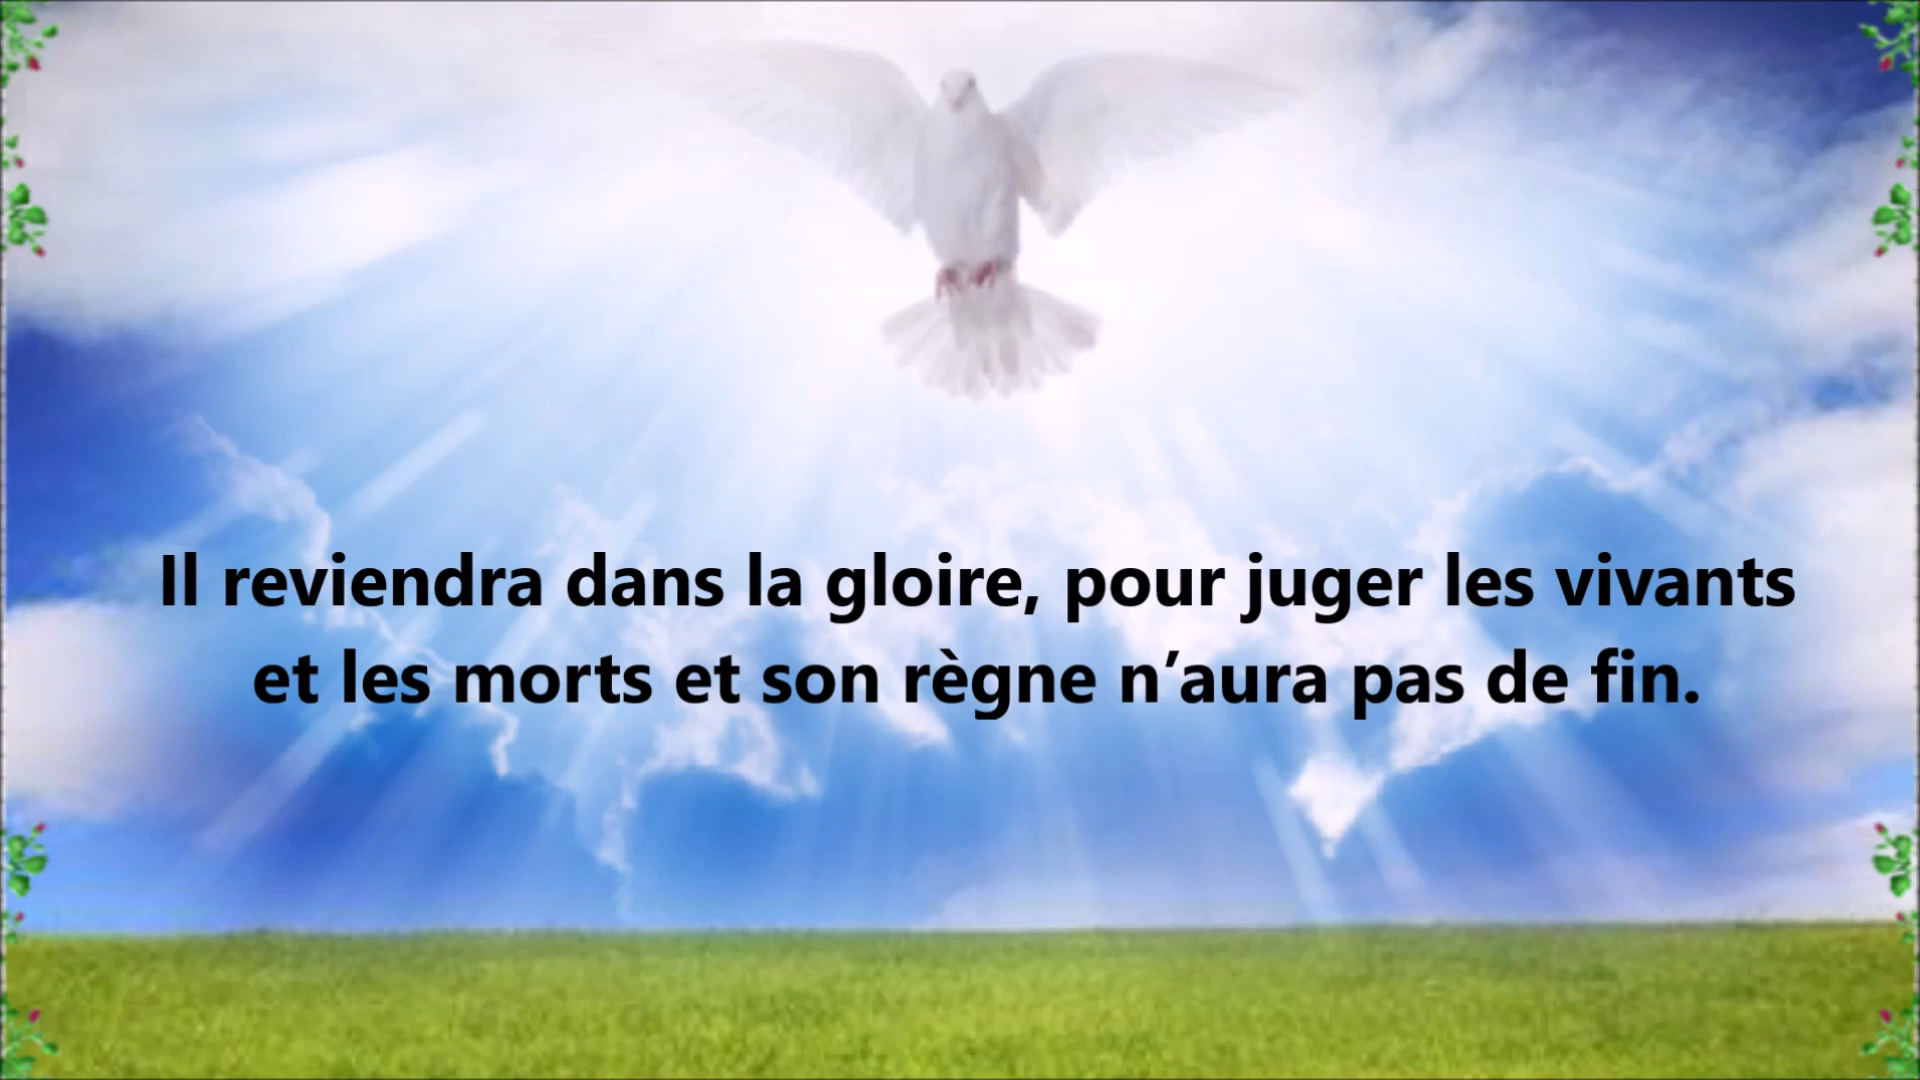 Il reviendra dans la gloire, pour juger les vivants
et les morts et son règne n’aura pas de fin.